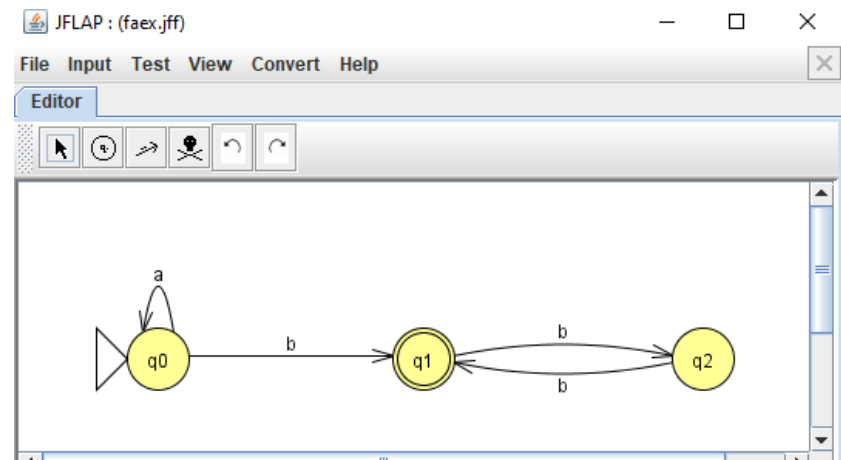 JFLAP : (faex.jff)
File Input Test View Convert Help
Editor
q
a
b
b
q0
q1
q2
b